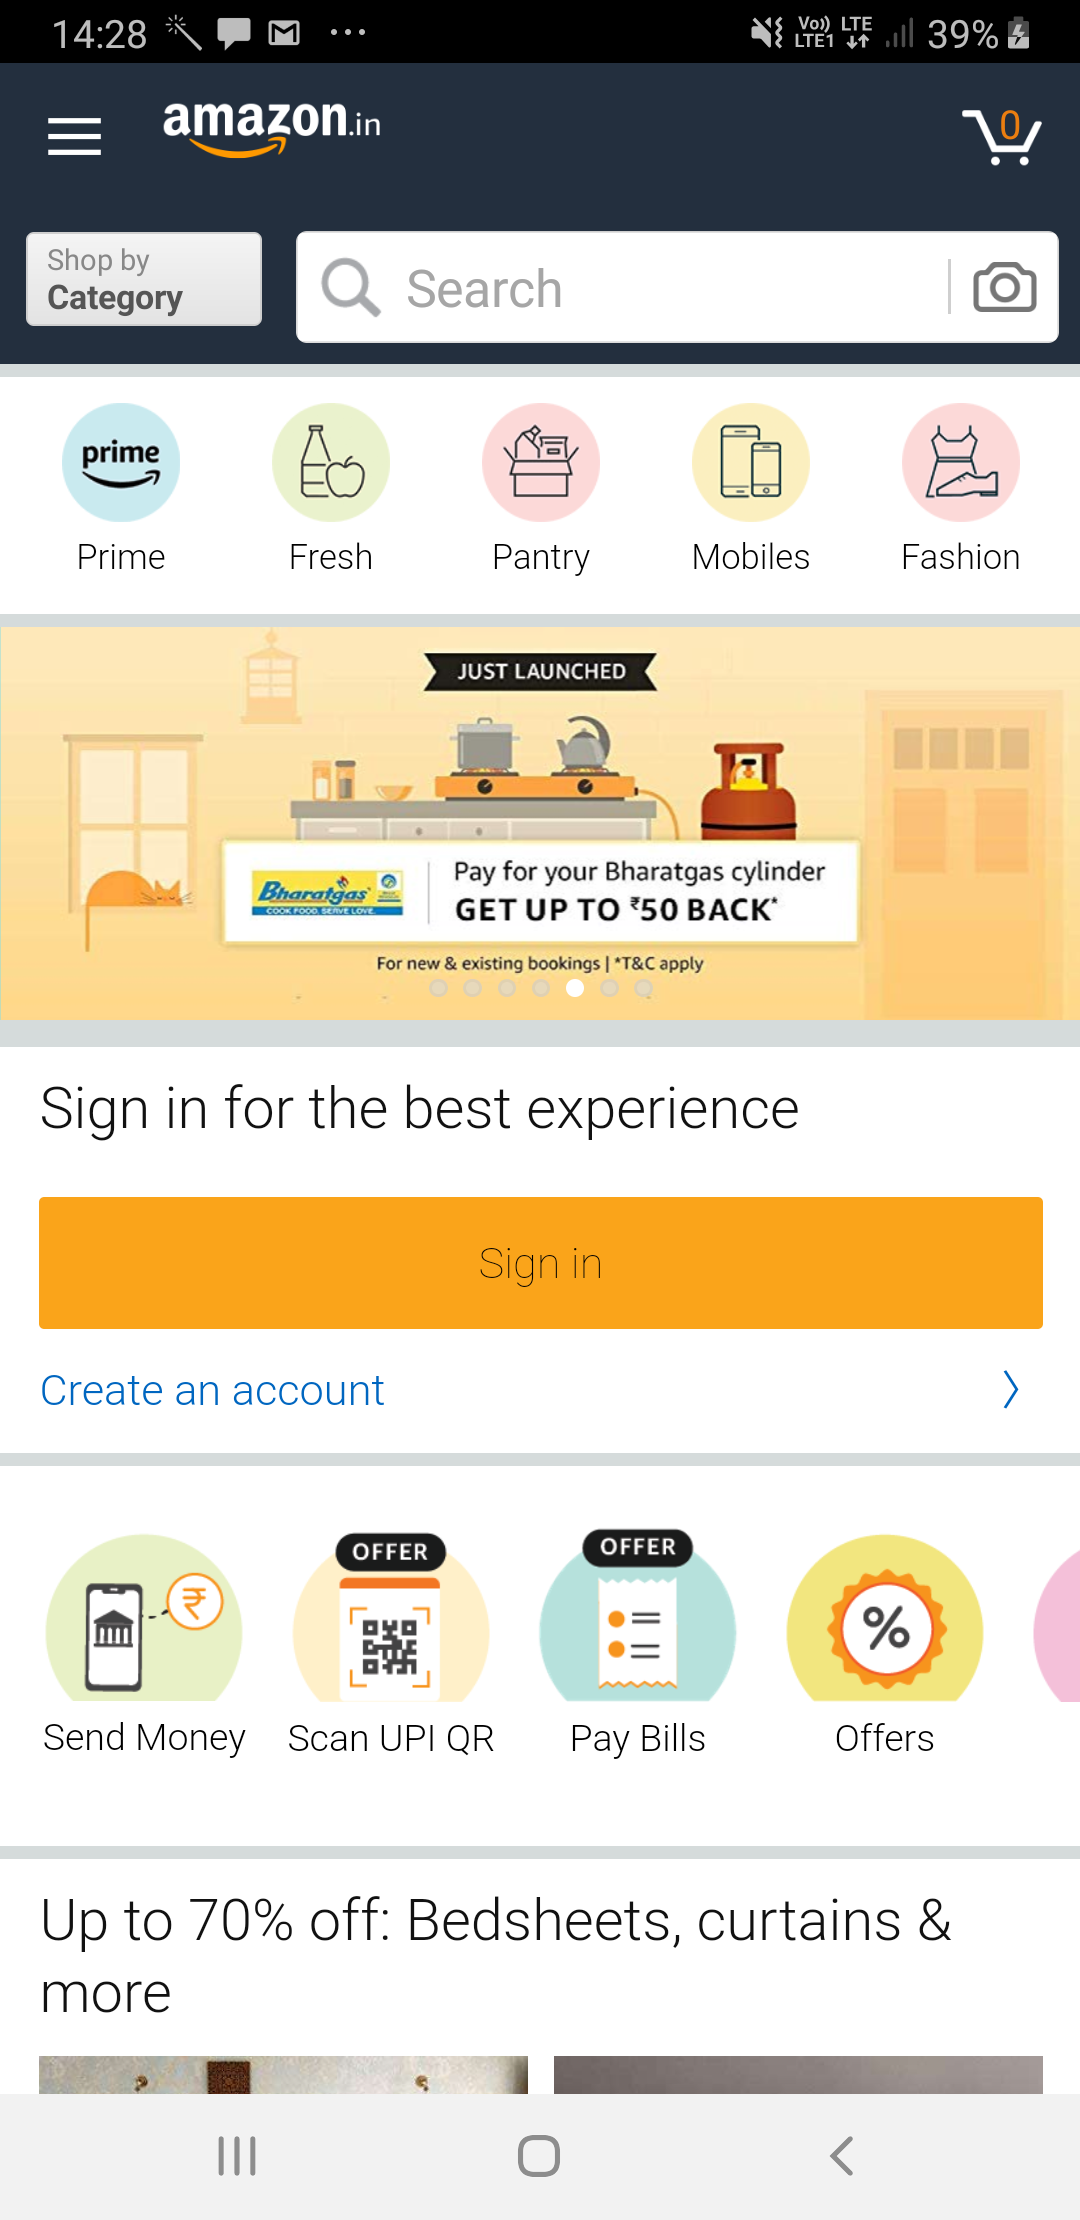 14:28
Vo)) LTE
LTE1
39%
amazon.in
0
Shop by
Category
Search
prime
Prime
Fresh
Pantry
Mobiles
Fashion
JUST LAUNCHED
Bharatgas
COOK FOOD. SERVE LOVE.
Pay for your Bharatgas cylinder
GET UP TO ₹50 BACK*
For new & existing bookings | *T&C apply
Sign in for the best experience
Sign in
Create an account
OFFER
OFFER
₹
%
Send Money
Scan UPI QR
Pay Bills
Offers
Up to 70% off: Bedsheets, curtains &
more